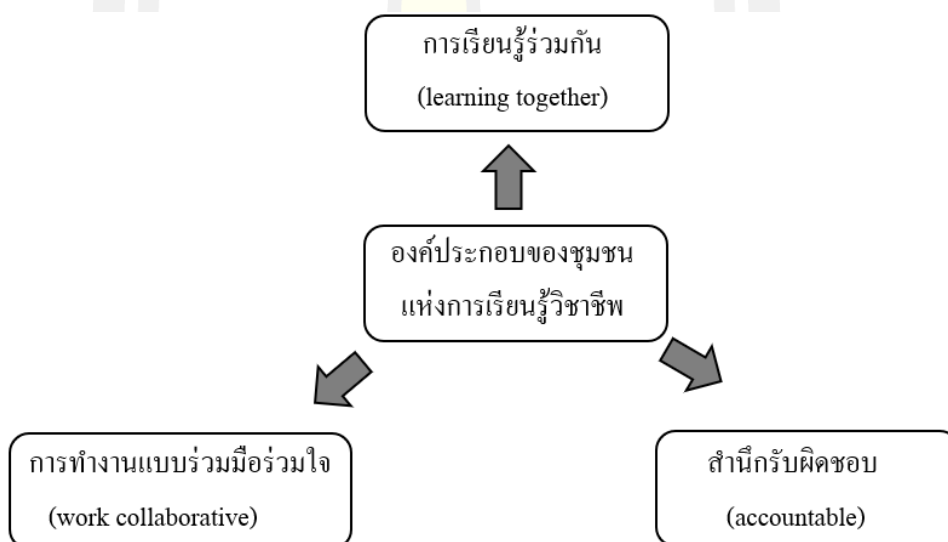 การเรียนรู้ร่วมกัน
(learning together)
องค์ประกอบของชุมชน
แห่งการเรียนรู้วิชาชีพ
การทำงานแบบร่วมมือร่วมใจ
(work collaborative)
สำนึกรับผิดชอบ
(accountable)